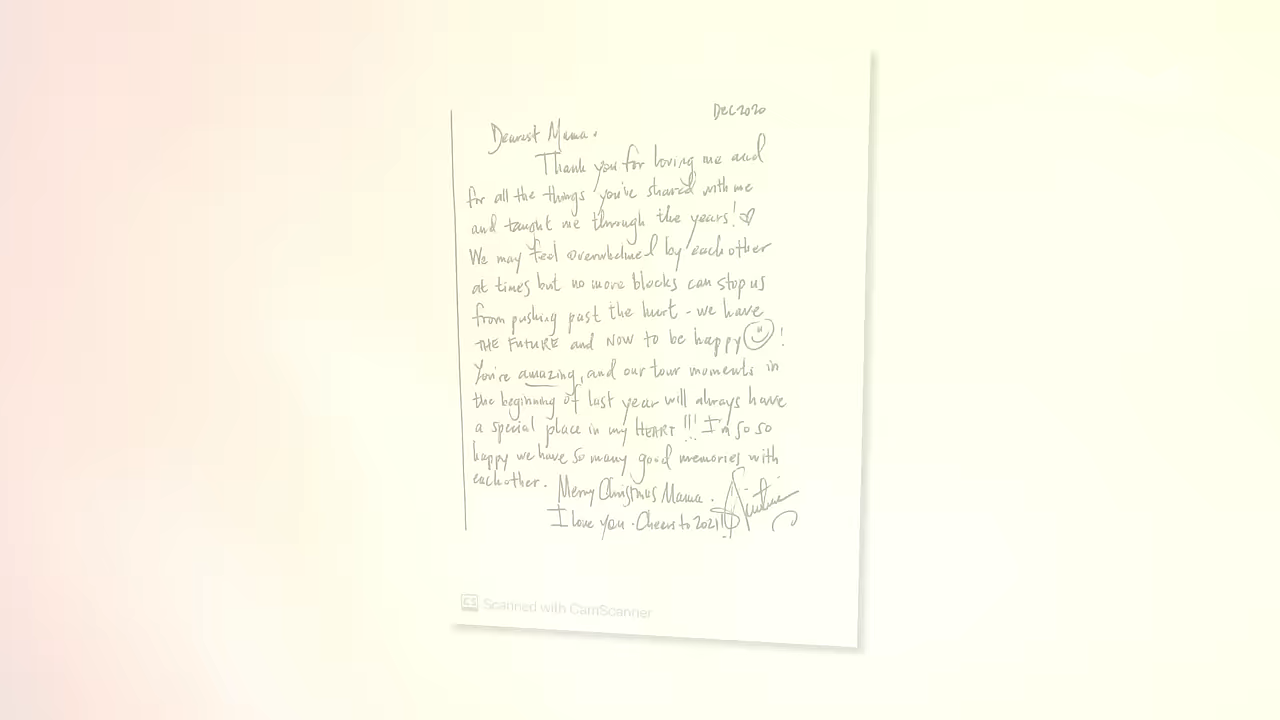 Dec 2020
Dearest Mama.
Thank you for loving me and
for all the things you've shared with me
and taught me through the years! ♡
We may feel overwhelmed by each other
at times but no more blocks can stop us
from pushing past the hurt - we have
THE FUTURE and NOW to be happy ☺ !
You're amazing, and our tour moments in
the beginning of last year will always have
a special place in my HEART !!! I'm so so
happy we have so many good memories with
each other.
Merry Christmas Mama.
I love you. Cheers to 2021!
CS Scanned with CamScanner